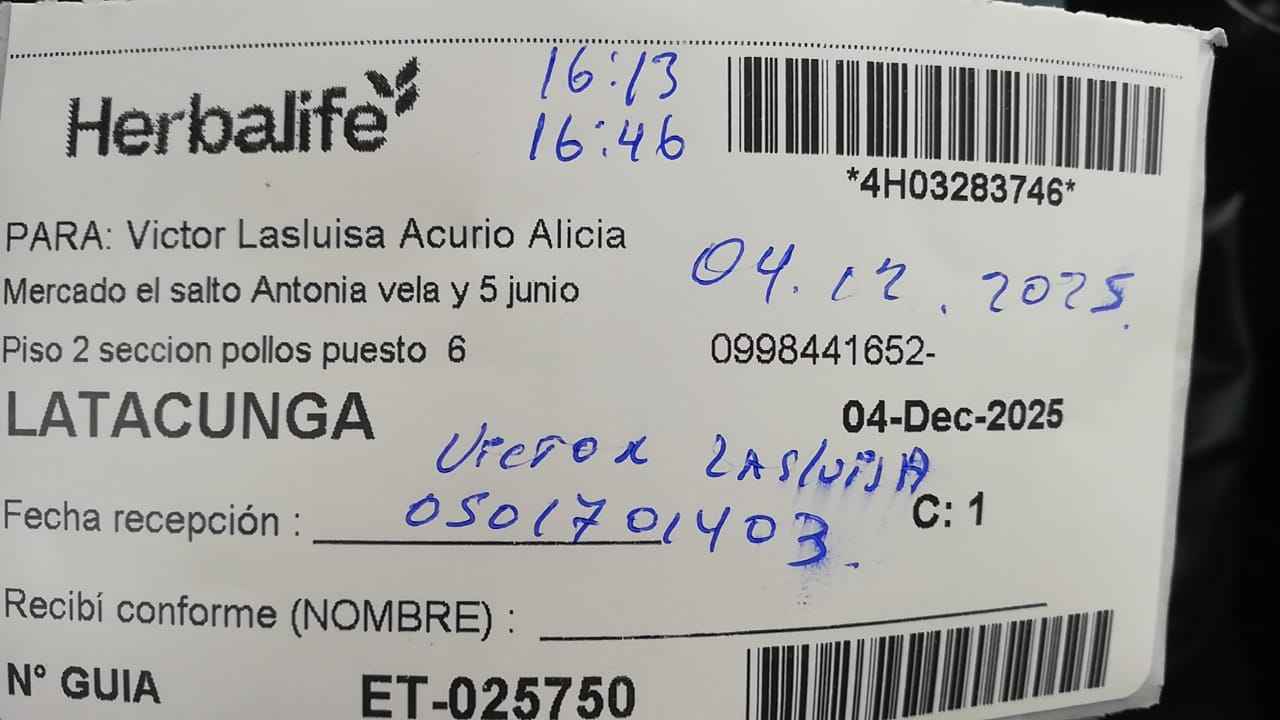 Herbalife
16:13
16:46
*4H03283746*
PARA: Victor Lasluisa Acurio Alicia
04.12.2025.
Mercado el salto Antonia vela y 5 junio
Piso 2 seccion pollos puesto 6
0998441652-
LATACUNGA
04-Dec-2025
Victor Lasluisa
Fecha recepción : 0501701403.
C: 1
Recibí conforme (NOMBRE) :
N° GUIA ET-025750